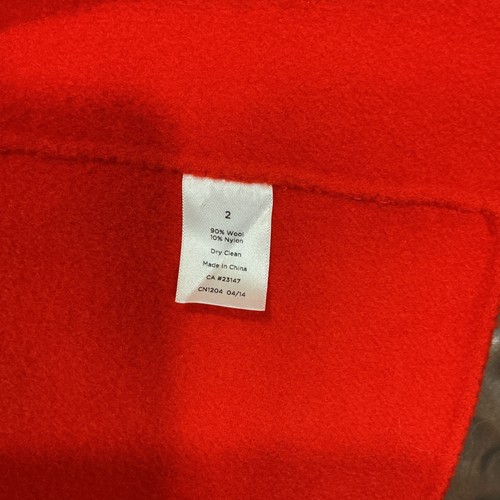 2
90% Wool
10% Nylon
Dry Clean
Made in China
CA #23147
CN1204 04/14